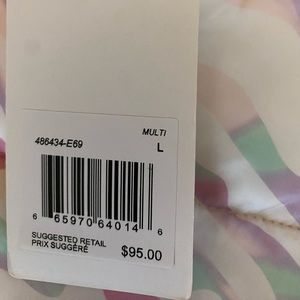 486434-E69 MULTI
L
6 65970 64014 6
SUGGESTED RETAIL
PRIX SUGGÉRÉ $95.00